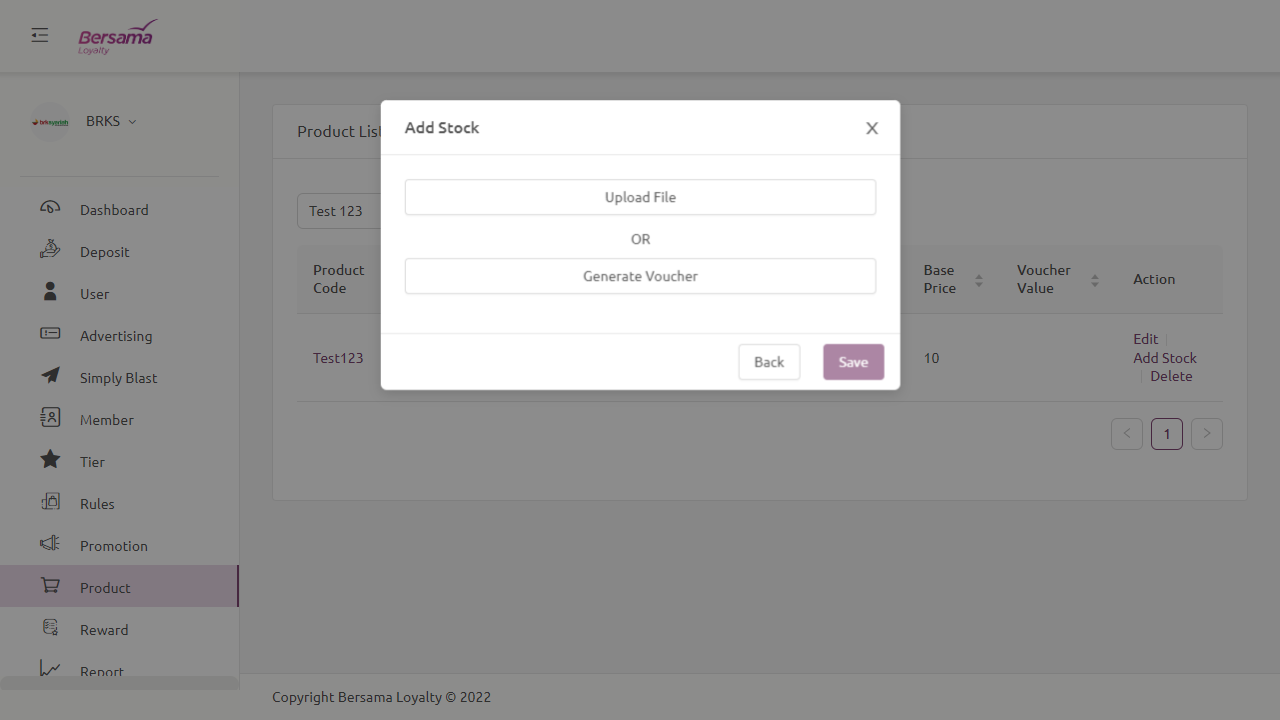 Bersama
Loyalty
BRKS
Dashboard
Deposit
User
Advertising
Simply Blast
Member
Tier
Rules
Promotion
Product
Reward
Report
Product List
Test 123
Product
Code
Base
Price
Voucher
Value
Action
Test123
10
Edit
Add Stock
Delete
1
Add Stock
X
Upload File
OR
Generate Voucher
Back
Save
Copyright Bersama Loyalty © 2022